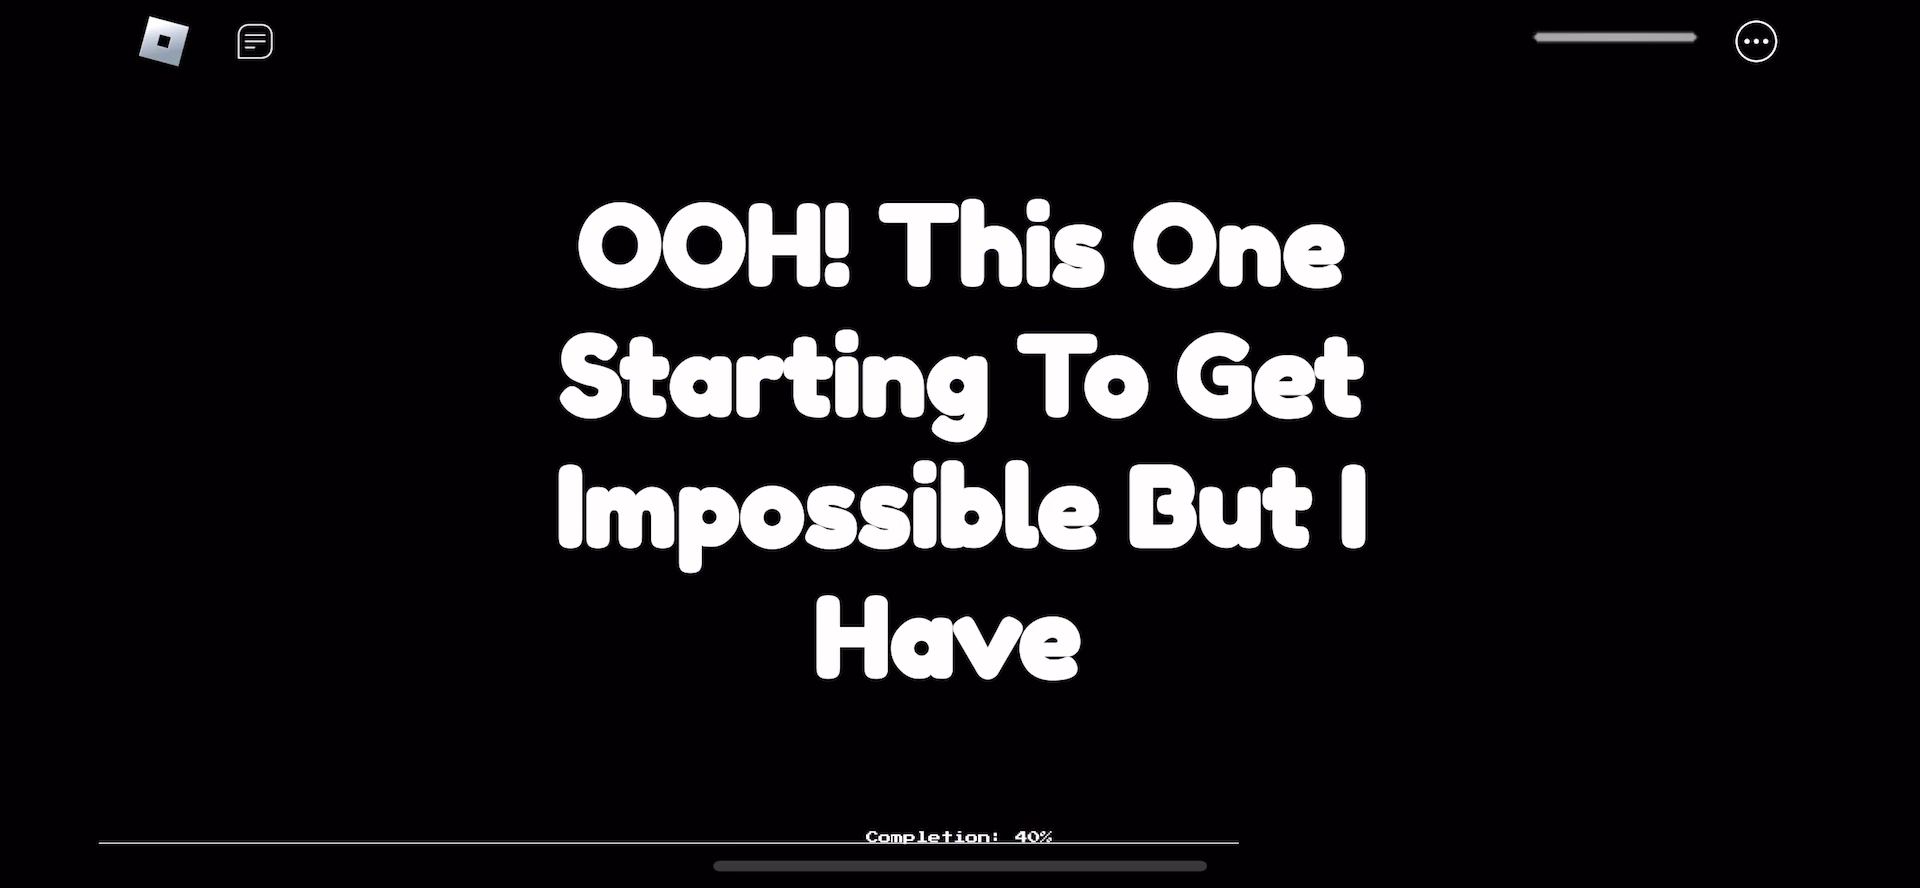 OOH! This One
Starting To Get
Impossible But I
Have
Completion: 40%